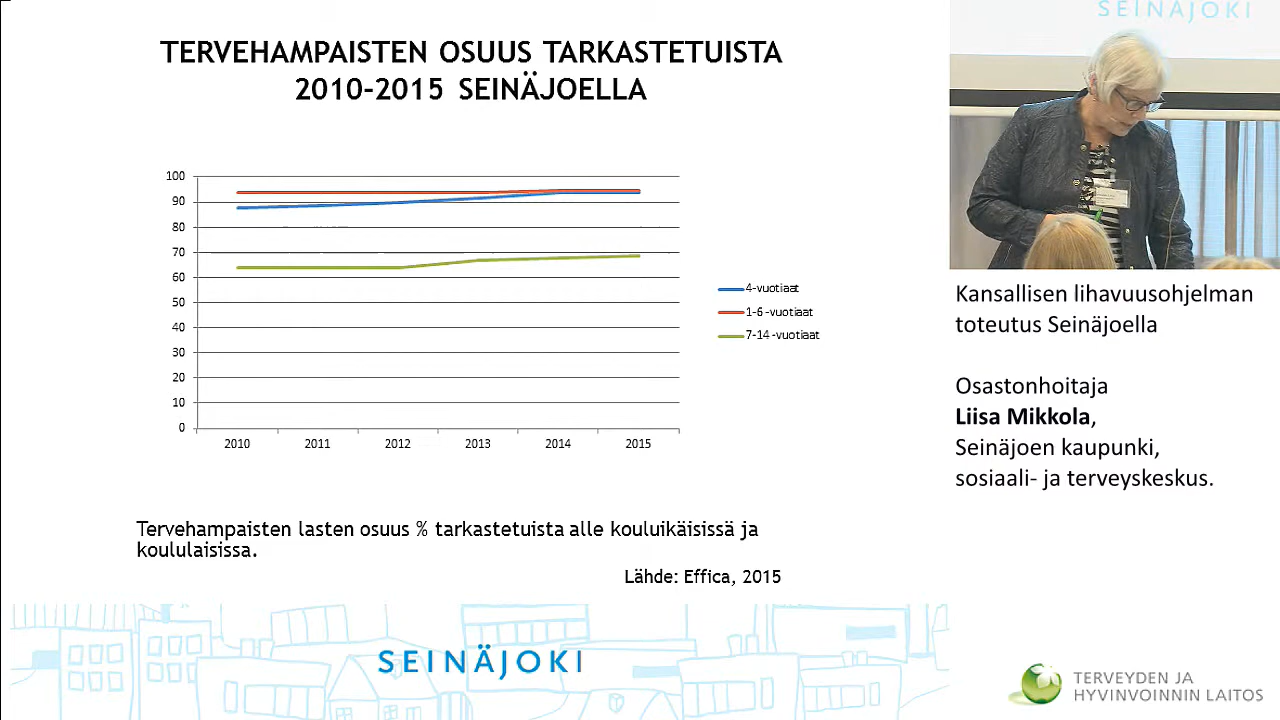 TERVEHAMPAISTEN OSUUS TARKASTETUISTA
2010-2015 SEINÄJOELLA
100
90
80
70
60
50
40
30
20
10
0
2010 2011 2012 2013 2014 2015
4-vuotiaat
1-6 -vuotiaat
7-14 -vuotiaat
Tervehampaisten lasten osuus % tarkastetuista alle kouluikäisissä ja
koululaisissa.
Lähde: Effica, 2015
SEINÄJOKI
SEINÄJOKI
Kansallisen lihavuusohjelman
toteutus Seinäjoella
Osastonhoitaja
Liisa Mikkola,
Seinäjoen kaupunki,
sosiaali- ja terveyskeskus.
TERVEYDEN JA
HYVINVOINNIN LAITOS